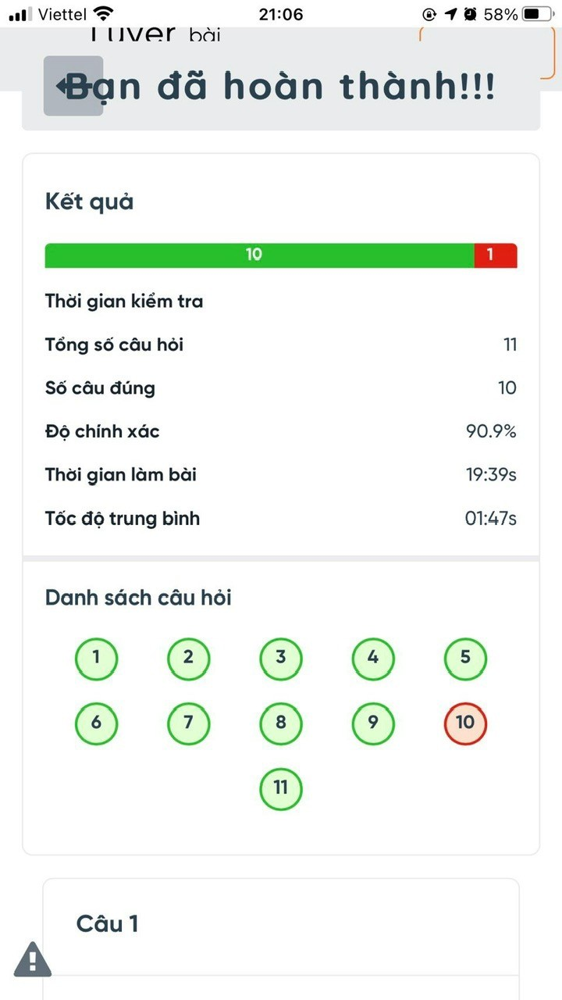 Viettel 21:06 58%
bài
Bạn đã hoàn thành!!!
Kết quả
10 1
Thời gian kiểm tra
Tổng số câu hỏi 11
Số câu đúng 10
Độ chính xác 90.9%
Thời gian làm bài 19:39s
Tốc độ trung bình 01:47s
Danh sách câu hỏi
1 2 3 4 5
6 7 8 9 10
11
Câu 1